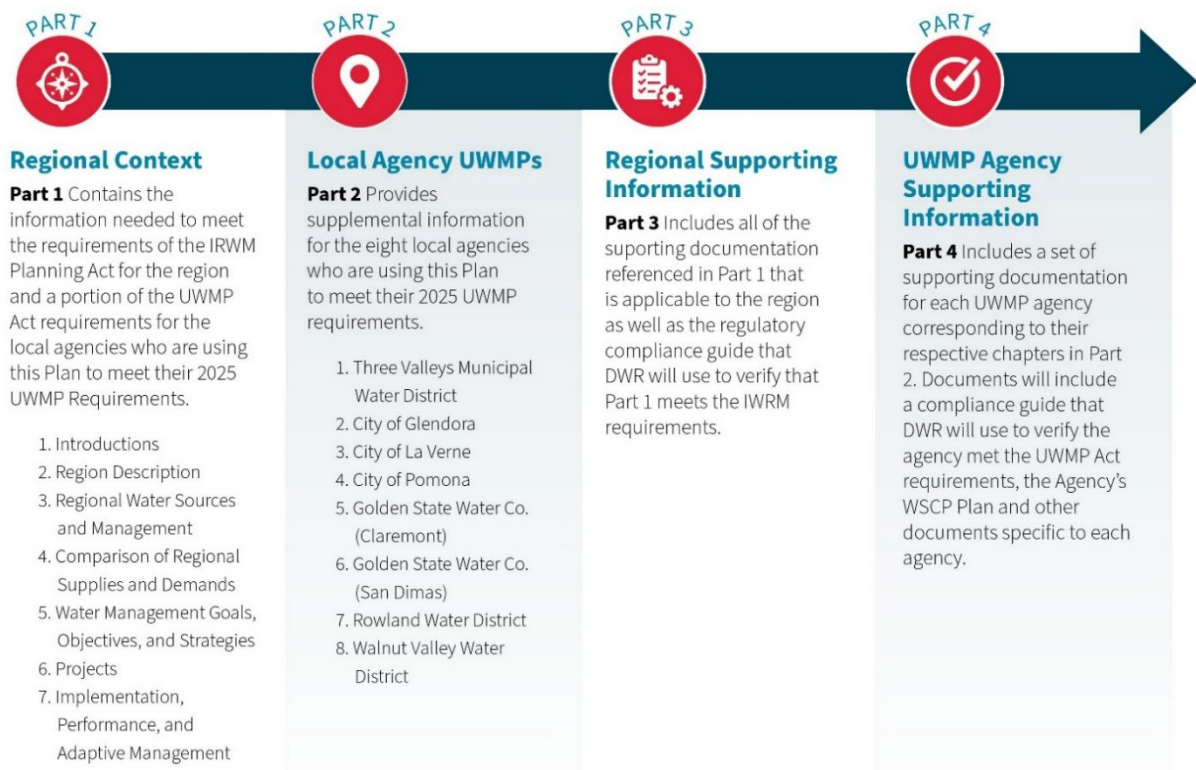 PART 1
Regional Context
Part 1 Contains the
information needed to meet
the requirements of the IRWM
Planning Act for the region
and a portion of the UWMP
Act requirements for the
local agencies who are using
this Plan to meet their 2025
UWMP Requirements.
1. Introductions
2. Region Description
3. Regional Water Sources
and Management
4. Comparison of Regional
Supplies and Demands
5. Water Management Goals,
Objectives, and Strategies
6. Projects
7. Implementation,
Performance, and
Adaptive Management
PART 2
Local Agency UWMPs
Part 2 Provides
supplemental information
for the eight local agencies
who are using this Plan
to meet their 2025 UWMP
requirements.
1. Three Valleys Municipal
Water District
2. City of Glendora
3. City of La Verne
4. City of Pomona
5. Golden State Water Co.
(Claremont)
6. Golden State Water Co.
(San Dimas)
7. Rowland Water District
8. Walnut Valley Water
District
PART 3
Regional Supporting
Information
Part 3 Includes all of the
suporting documentation
referenced in Part 1 that
is applicable to the region
as well as the regulatory
compliance guide that
DWR will use to verify that
Part 1 meets the IWRM
requirements.
PART 4
UWMP Agency
Supporting
Information
Part 4 Includes a set of
supporting documentation
for each UWMP agency
corresponding to their
respective chapters in Part
2. Documents will include
a compliance guide that
DWR will use to verify the
agency met the UWMP Act
requirements, the Agency's
WSCP Plan and other
documents specific to each
agency.